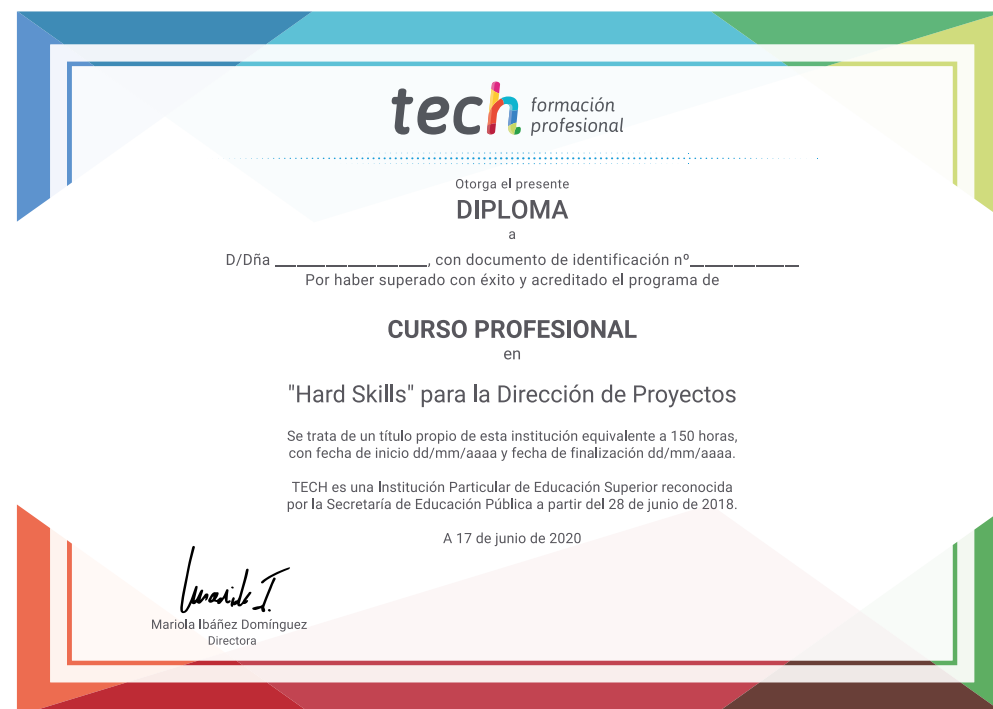 tech formación
profesional
Otorga el presente
DIPLOMA
a
D/Dña ______________, con documento de identificación nº__________
Por haber superado con éxito y acreditado el programa de
CURSO PROFESIONAL
en
"Hard Skills" para la Dirección de Proyectos
Se trata de un título propio de esta institución equivalente a 150 horas,
con fecha de inicio dd/mm/aaaa y fecha de finalización dd/mm/aaaa.
TECH es una Institución Particular de Educación Superior reconocida
por la Secretaría de Educación Pública a partir del 28 de junio de 2018.
A 17 de junio de 2020
Mariola Ibáñez Domínguez
Directora